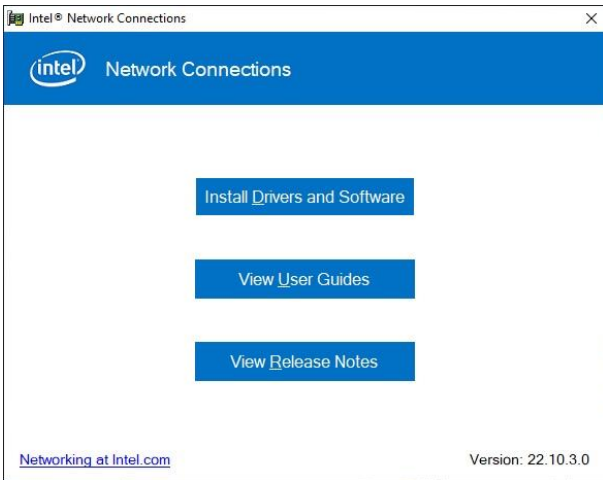 Intel® Network Connections
intel
Network Connections
Install Drivers and Software
View User Guides
View Release Notes
Networking at Intel.com
Version: 22.10.3.0